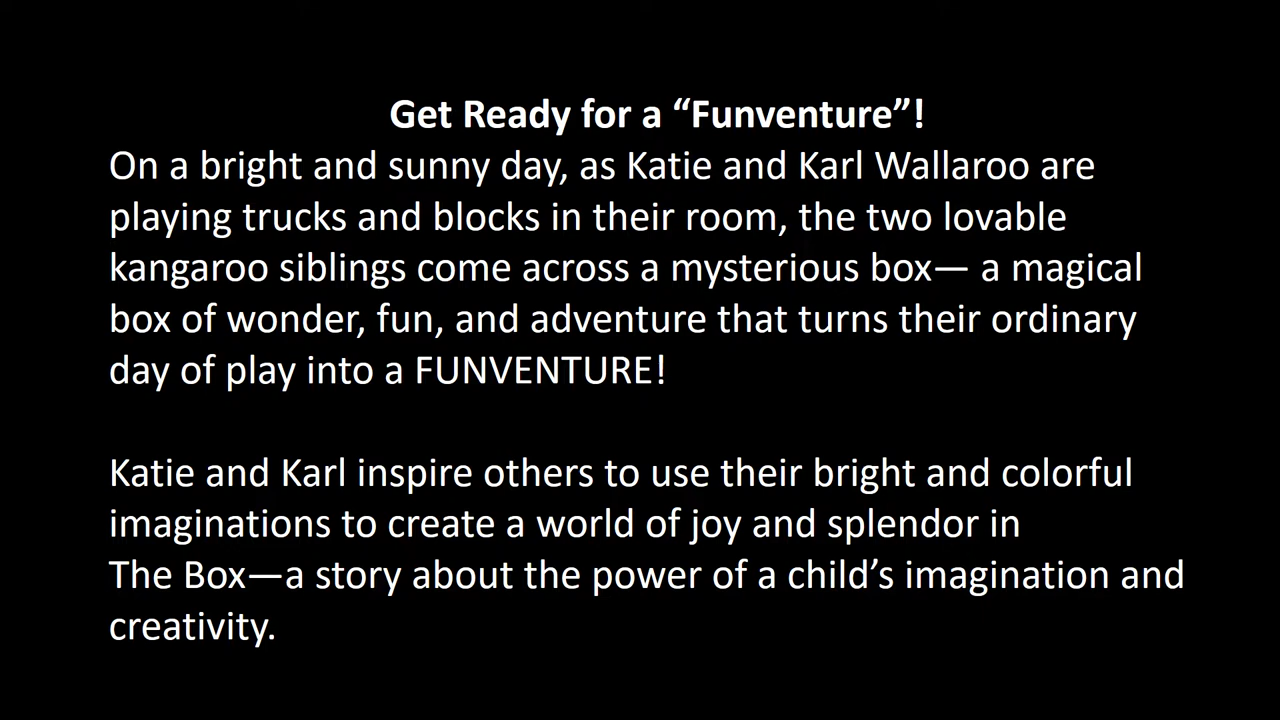 Get Ready for a “Funventure”!
On a bright and sunny day, as Katie and Karl Wallaroo are
playing trucks and blocks in their room, the two lovable
kangaroo siblings come across a mysterious box— a magical
box of wonder, fun, and adventure that turns their ordinary
day of play into a FUNVENTURE!
Katie and Karl inspire others to use their bright and colorful
imaginations to create a world of joy and splendor in
The Box—a story about the power of a child’s imagination and
creativity.